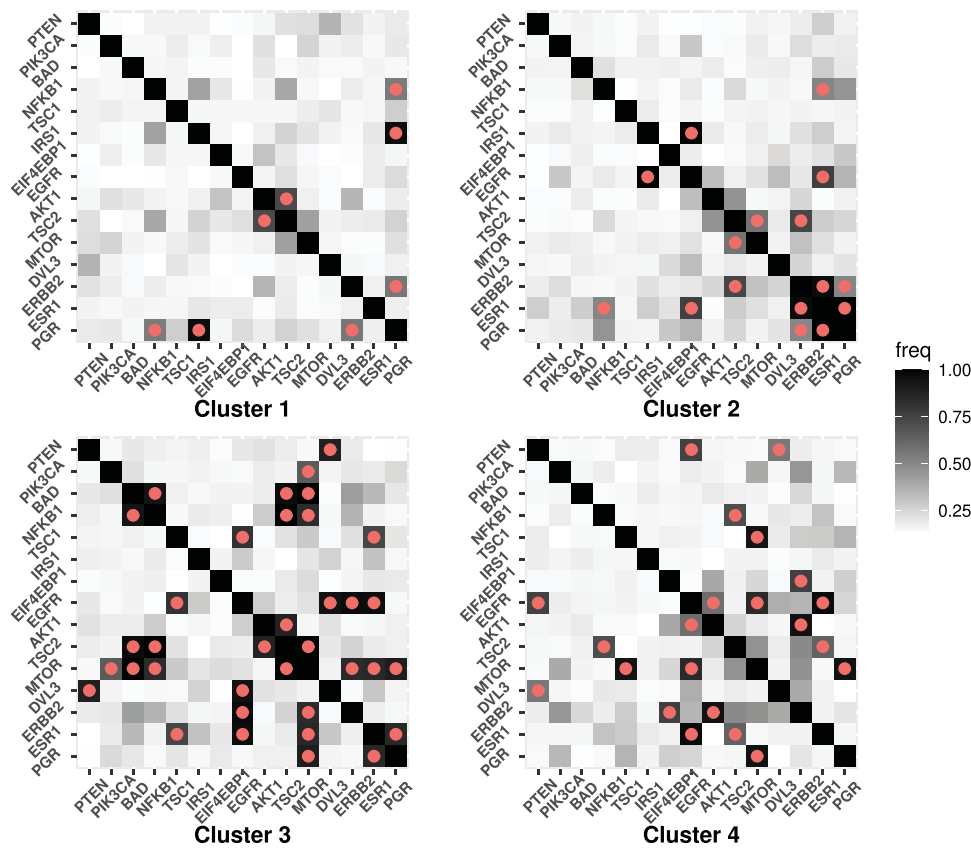 PTEN
PIK3CA
BAD
NFKB1
TSC1
IRS1
EIF4EBP1
EGFR
AKT1
TSC2
MTOR
DVL3
ERBB2
ESR1
PGR
PTEN
PIK3CA
BAD
NFKB1
TSC1
IRS1
EIF4EBP1
EGFR
AKT1
TSC2
MTOR
DVL3
ERBB2
ESR1
PGR
Cluster 1
PTEN
PIK3CA
BAD
NFKB1
TSC1
IRS1
EIF4EBP1
EGFR
AKT1
TSC2
MTOR
DVL3
ERBB2
ESR1
PGR
PTEN
PIK3CA
BAD
NFKB1
TSC1
IRS1
EIF4EBP1
EGFR
AKT1
TSC2
MTOR
DVL3
ERBB2
ESR1
PGR
Cluster 2
freq
1.00
0.75
0.50
0.25
PTEN
PIK3CA
BAD
NFKB1
TSC1
IRS1
EIF4EBP1
EGFR
AKT1
TSC2
MTOR
DVL3
ERBB2
ESR1
PGR
PTEN
PIK3CA
BAD
NFKB1
TSC1
IRS1
EIF4EBP1
EGFR
AKT1
TSC2
MTOR
DVL3
ERBB2
ESR1
PGR
Cluster 3
PTEN
PIK3CA
BAD
NFKB1
TSC1
IRS1
EIF4EBP1
EGFR
AKT1
TSC2
MTOR
DVL3
ERBB2
ESR1
PGR
PTEN
PIK3CA
BAD
NFKB1
TSC1
IRS1
EIF4EBP1
EGFR
AKT1
TSC2
MTOR
DVL3
ERBB2
ESR1
PGR
Cluster 4